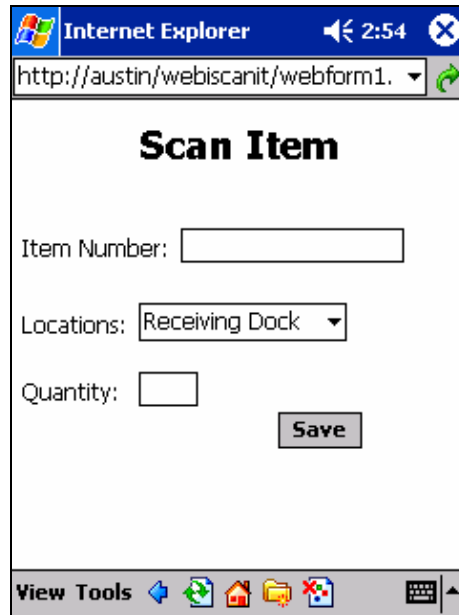 Internet Explorer 2:54
http://austin/webiscanit/webform1.
Scan Item
Item Number:
Locations: Receiving Dock
Quantity:
Save
View Tools